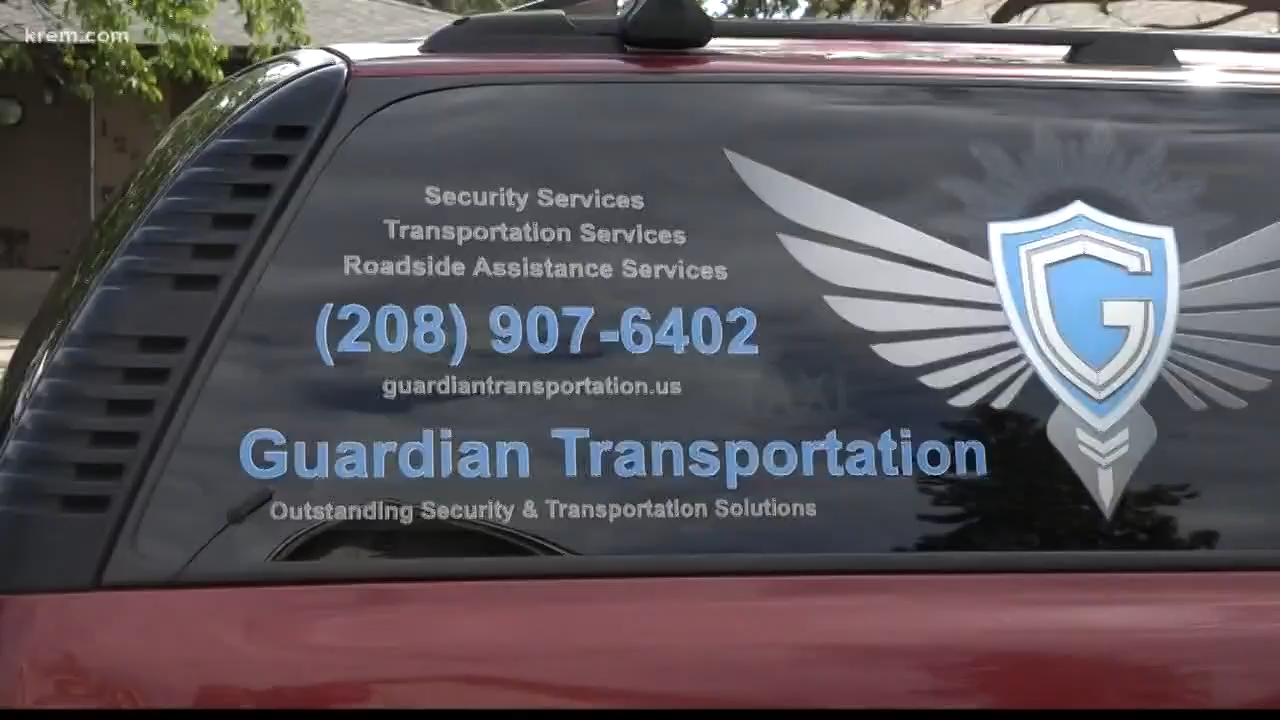 krem.com
Security Services
Transportation Services
Roadside Assistance Services
(208) 907-6402
guardiantransportation.us
Guardian Transportation
Outstanding Security & Transportation Solutions
G